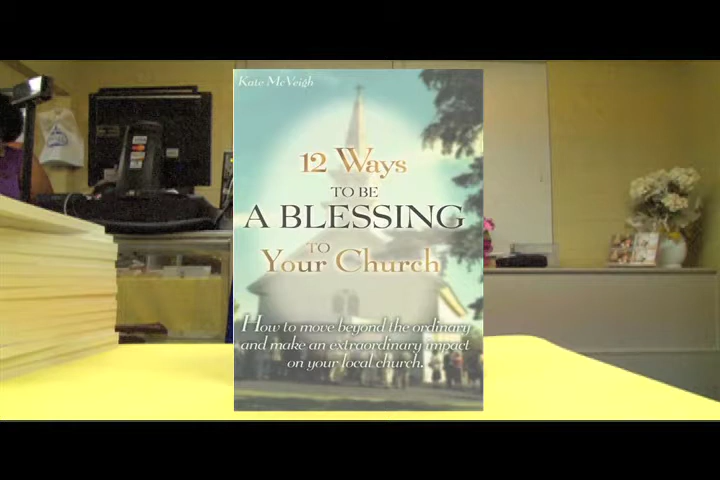 Kate McVeigh
12 Ways
TO BE
A BLESSING
TO
Your Church
How to move beyond the ordinary
and make an extraordinary impact
on your local church.